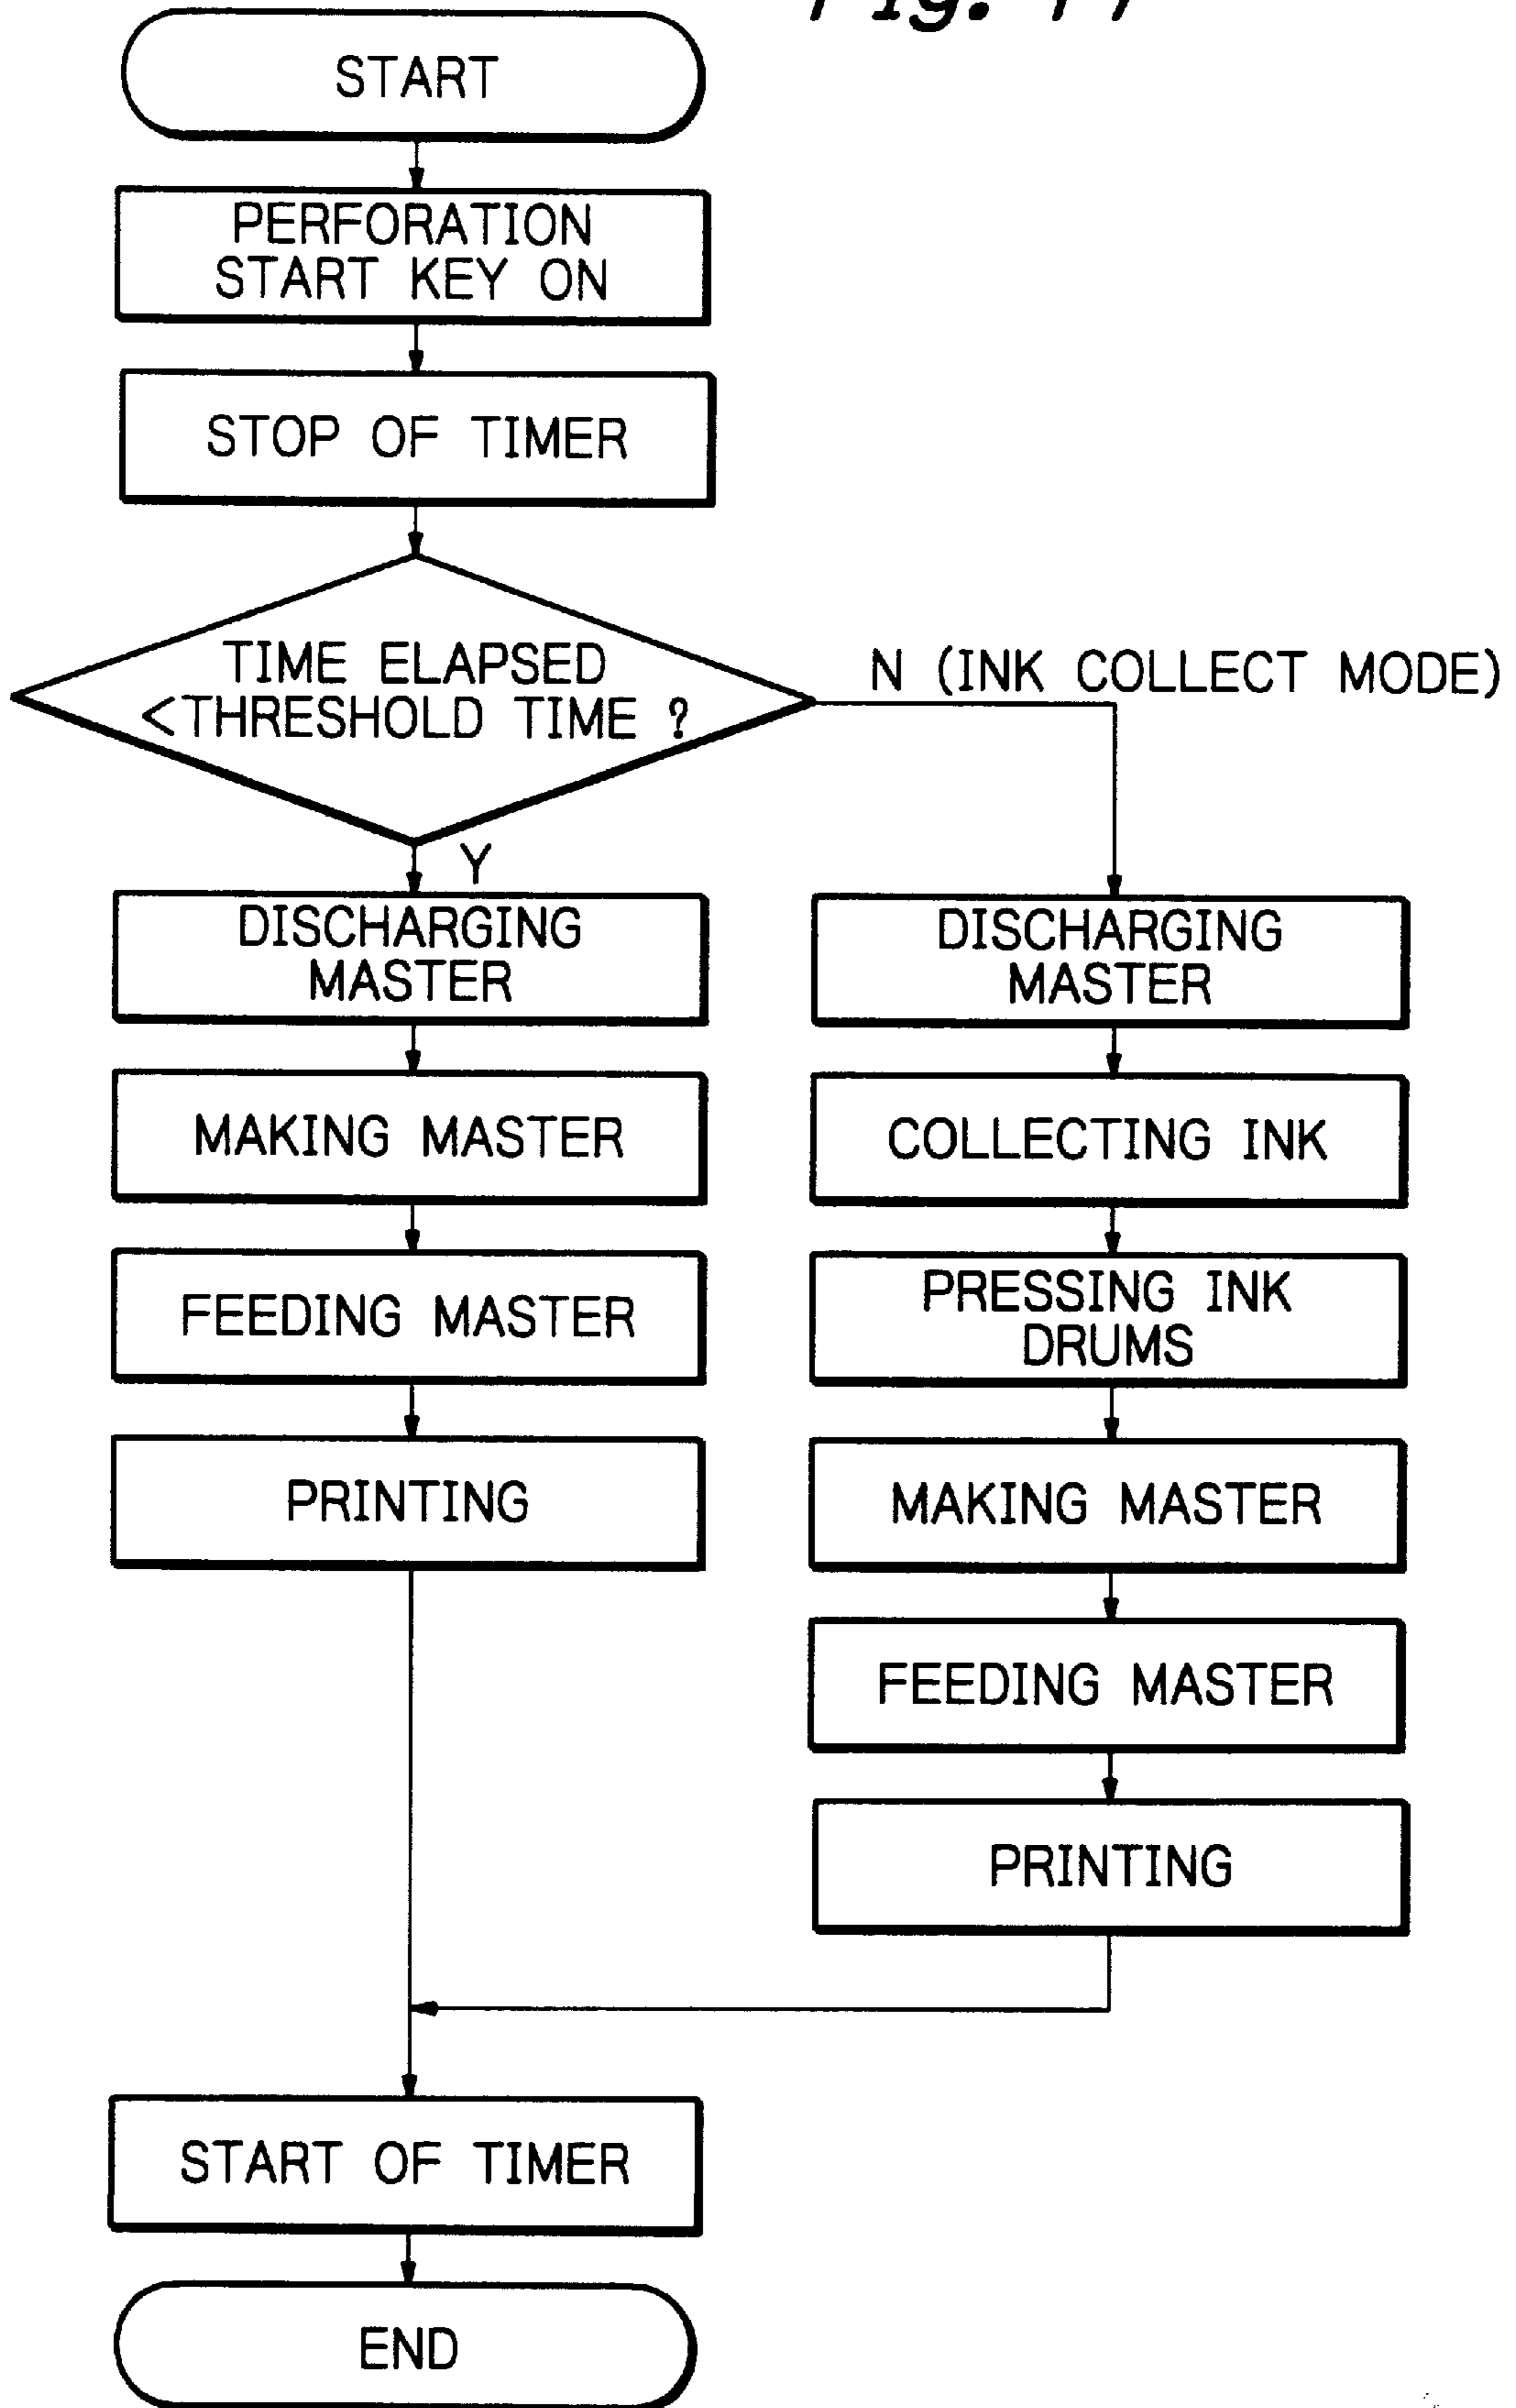 Fig.
START
PERFORATION
START KEY ON
STOP OF TIMER
TIME ELAPSED
<THRESHOLD TIME ?
N (INK COLLECT MODE)
Y
DISCHARGING
MASTER
MAKING MASTER
FEEDING MASTER
PRINTING
DISCHARGING
MASTER
COLLECTING INK
PRESSING INK
DRUMS
MAKING MASTER
FEEDING MASTER
PRINTING
START OF TIMER
END